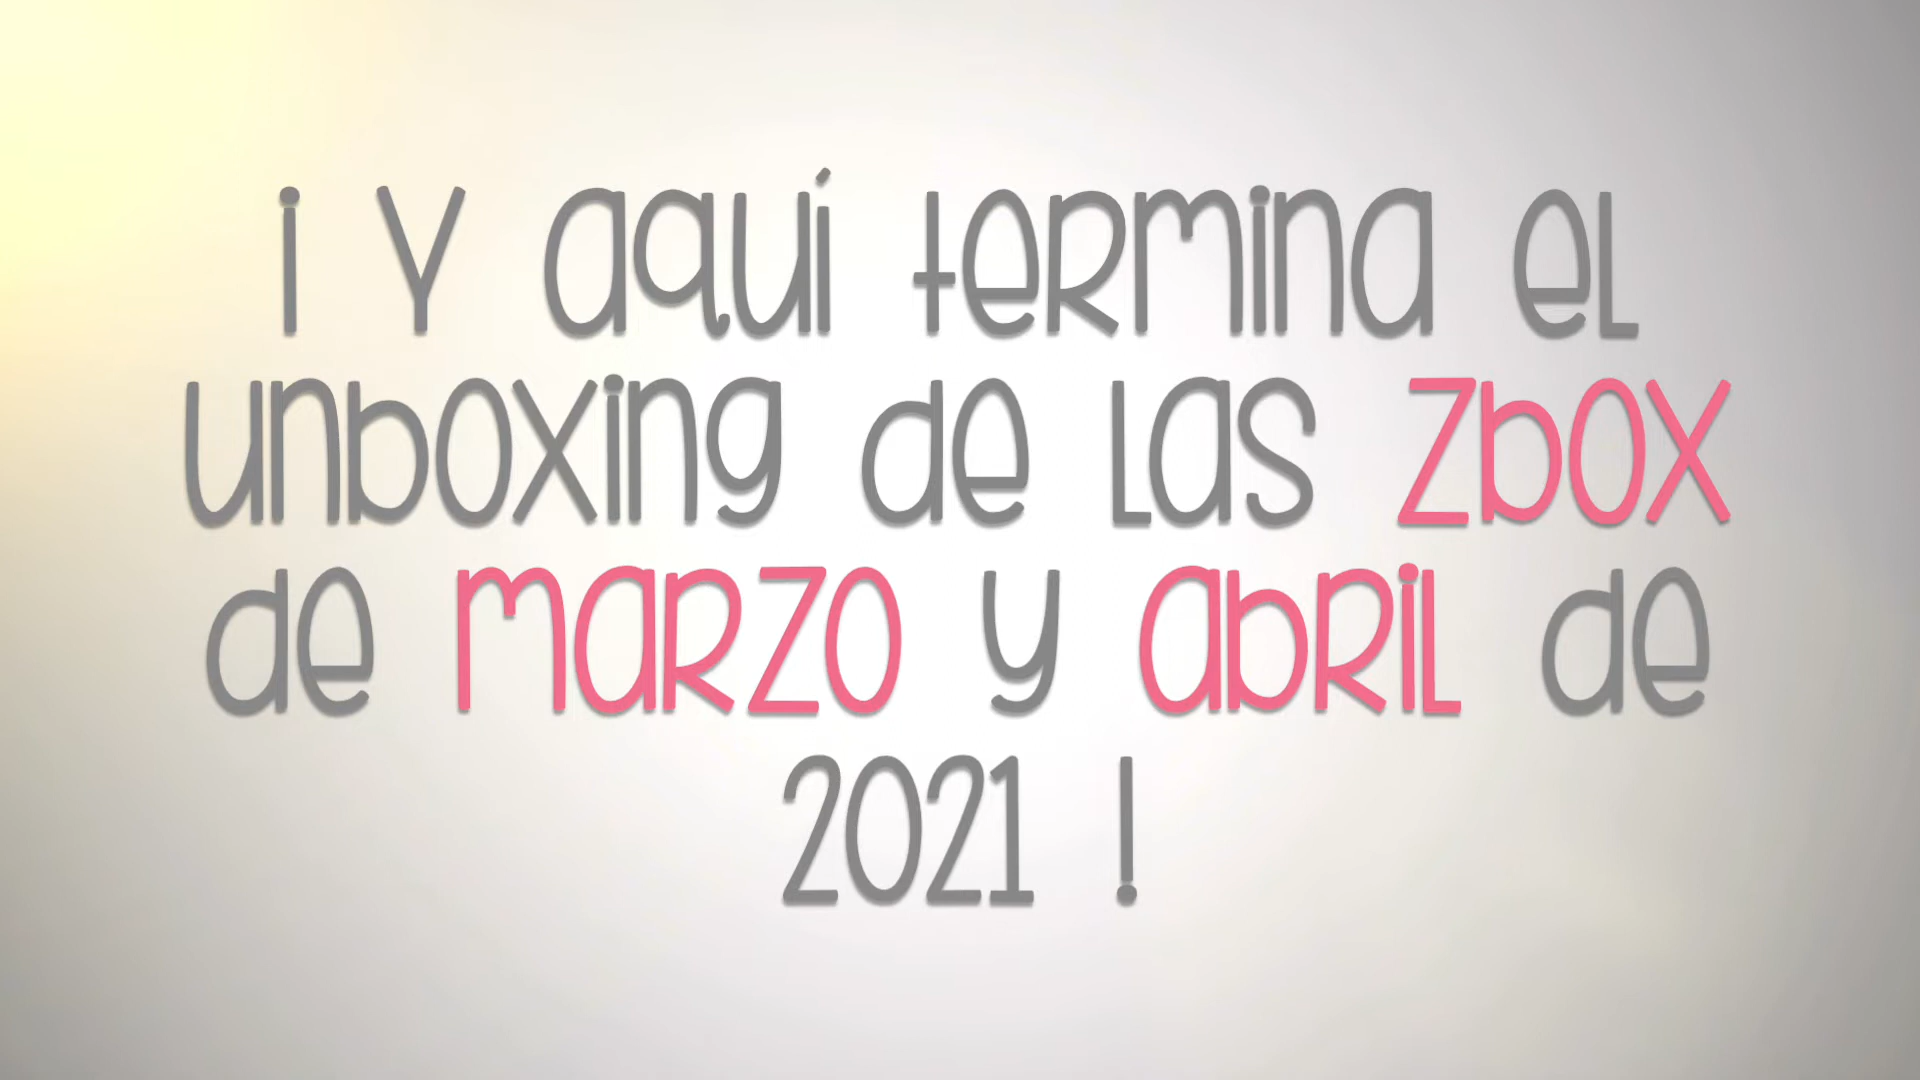 ¡ Y aquí termina el
unboxing de las Zbox
de marzo y abril de
2021 !